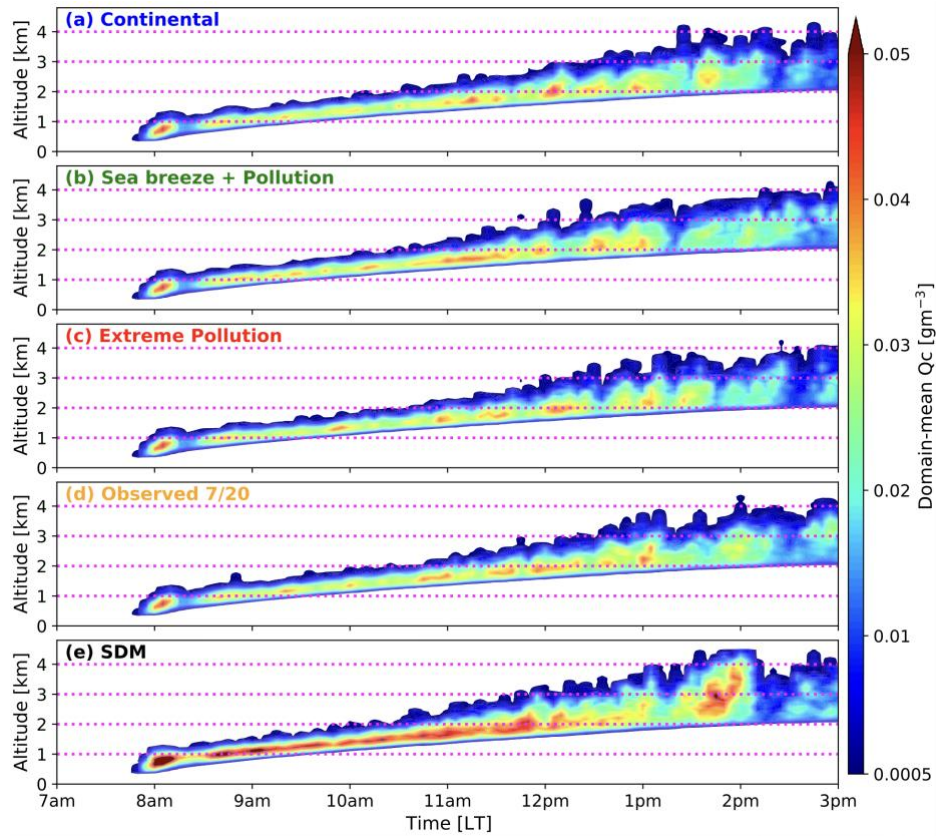 (a) Continental
Altitude [km]
4
3
2
1
0
(b) Sea breeze + Pollution
Altitude [km]
4
3
2
1
0
(c) Extreme Pollution
Altitude [km]
4
3
2
1
0
(d) Observed 7/20
Altitude [km]
4
3
2
1
0
(e) SDM
Altitude [km]
4
3
2
1
0
7am 8am 9am 10am 11am 12pm 1pm 2pm 3pm
Time [LT]
0.05
0.04
0.03
0.02
0.01
0.0005
Domain-mean Qc [gm⁻³]